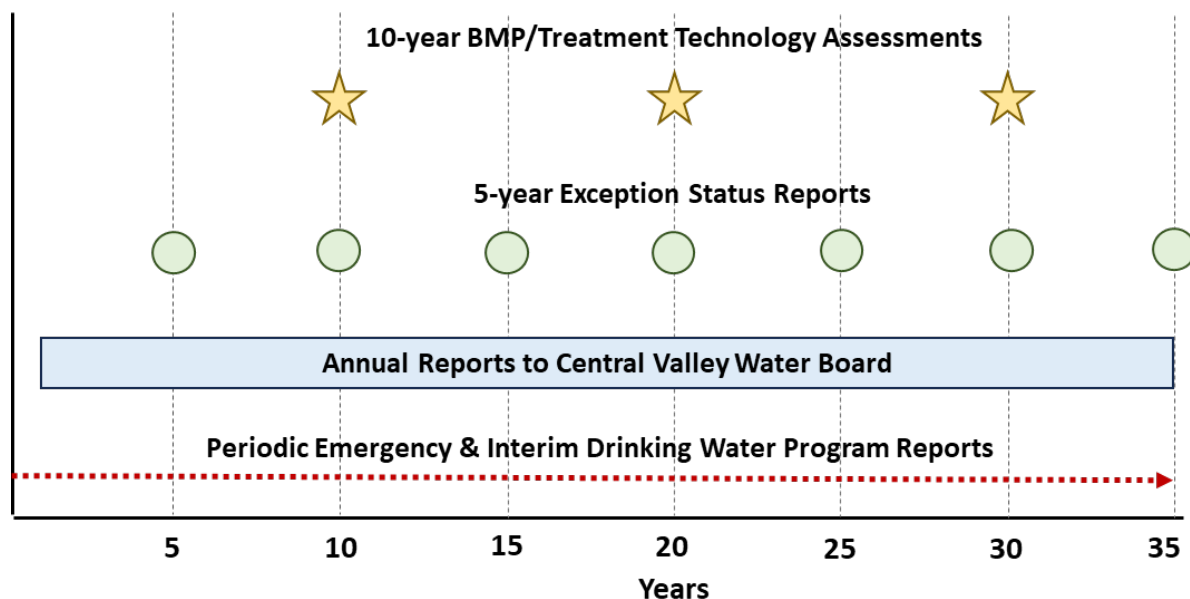 10-year BMP/Treatment Technology Assessments
5-year Exception Status Reports
Annual Reports to Central Valley Water Board
Periodic Emergency & Interim Drinking Water Program Reports
5 10 15 20 25 30 35
Years